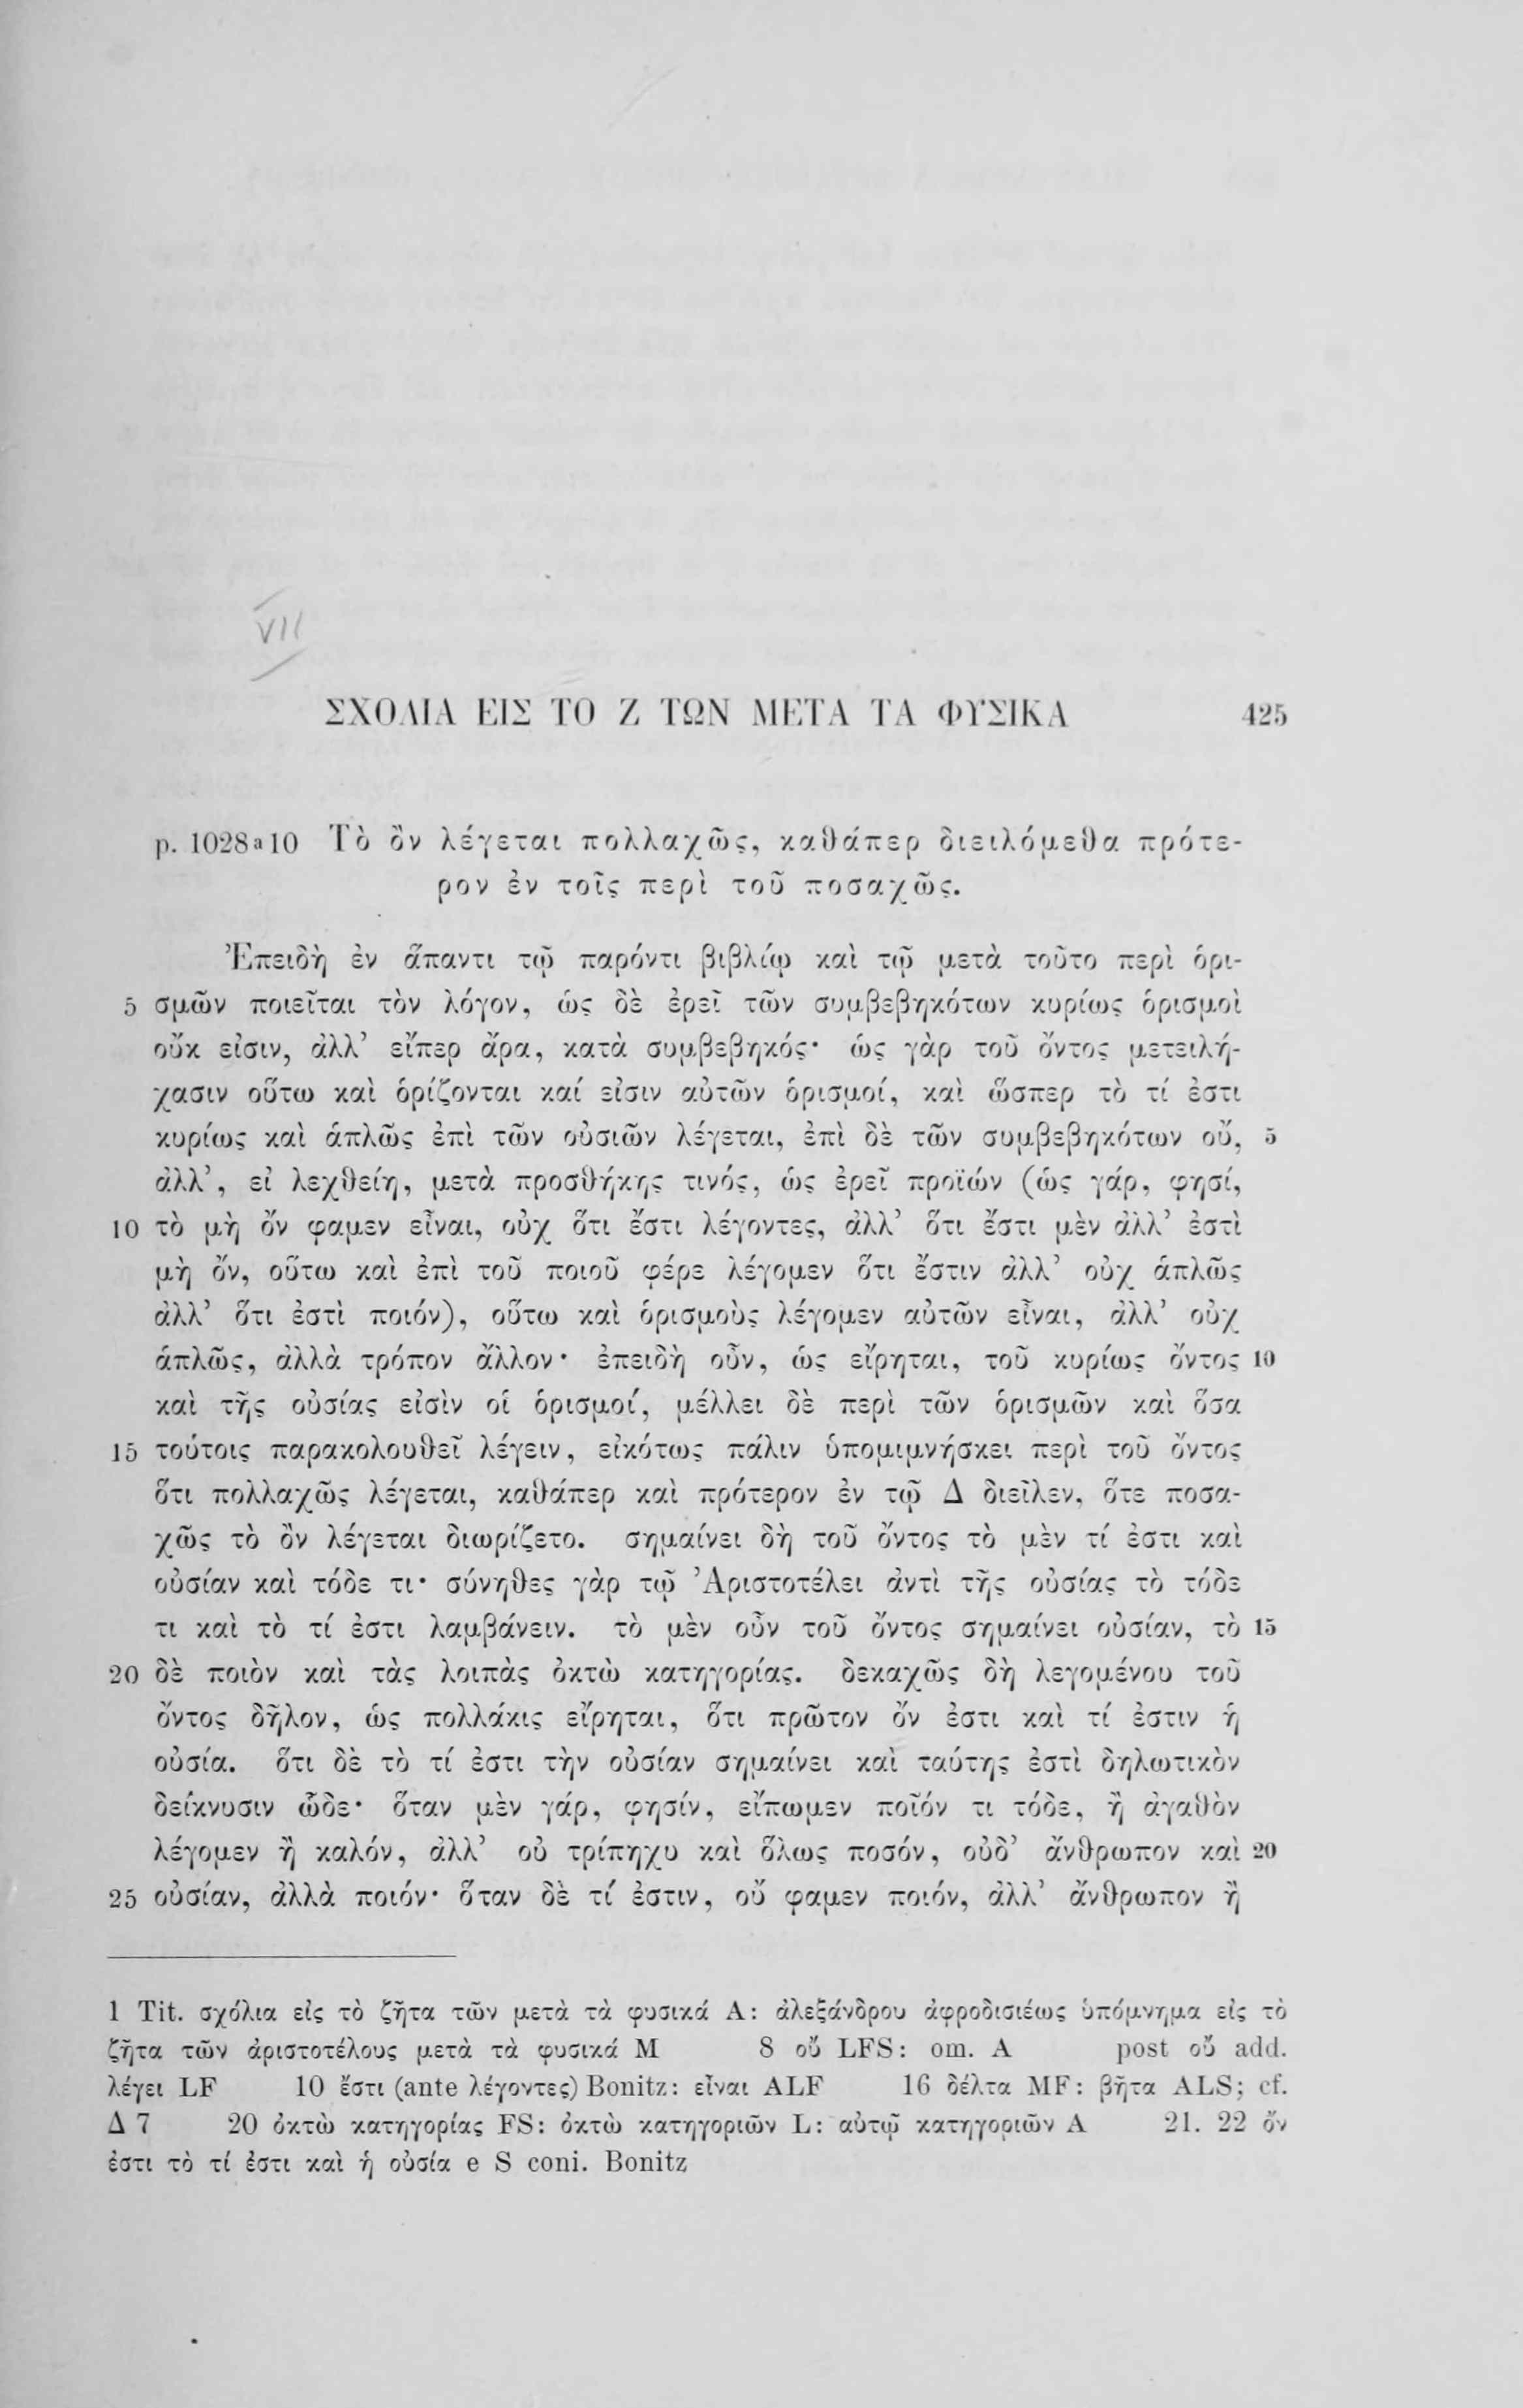 VII
ΣΧΟΛΙΑ ΕΙΣ ΤΟ Ζ ΤΩΝ ΜΕΤΑ ΤΑ ΦΥΣΙΚΑ 425
p. 1028a10 Τὸ ὂν λέγεται πολλαχῶς, καθάπερ διειλόμεθα πρότε-
ρον ἐν τοῖς περὶ τοῦ ποσαχῶς.
Ἐπειδὴ ἐν ἅπαντι τῷ παρόντι βιβλίῳ καὶ τῷ μετὰ τοῦτο περὶ ὁρι-
5 σμῶν ποιεῖται τὸν λόγον, ὡς δὲ ἐρεῖ τῶν συμβεβηκότων κυρίως ὁρισμοὶ
οὔκ εἰσιν, ἀλλ’ εἴπερ ἄρα, κατὰ συμβεβηκός· ὡς γὰρ τοῦ ὄντος μετειλή-
χασιν οὕτω καὶ ὁρίζονται καί εἰσιν αὐτῶν ὁρισμοί, καὶ ὥσπερ τὸ τί ἐστι
κυρίως καὶ ἁπλῶς ἐπὶ τῶν οὐσιῶν λέγεται, ἐπὶ δὲ τῶν συμβεβηκότων οὔ, 5
ἀλλ’, εἰ λεχθείη, μετὰ προσθήκης τινός, ὡς ἐρεῖ προϊών (ὡς γάρ, φησί,
10 τὸ μὴ ὄν φαμεν εἶναι, οὐχ ὅτι ἔστι λέγοντες, ἀλλ’ ὅτι ἔστι μὲν ἀλλ’ ἐστὶ
μὴ ὄν, οὕτω καὶ ἐπὶ τοῦ ποιοῦ φέρε λέγομεν ὅτι ἔστιν ἀλλ’ οὐχ ἁπλῶς
ἀλλ’ ὅτι ἐστὶ ποιόν), οὕτω καὶ ὁρισμοὺς λέγομεν αὐτῶν εἶναι, ἀλλ’ οὐχ
ἁπλῶς, ἀλλὰ τρόπον ἄλλον· ἐπειδὴ οὖν, ὡς εἴρηται, τοῦ κυρίως ὄντος 10
καὶ τῆς οὐσίας εἰσὶν οἱ ὁρισμοί, μέλλει δὲ περὶ τῶν ὁρισμῶν καὶ ὅσα
15 τούτοις παρακολουθεῖ λέγειν, εἰκότως πάλιν ὑπομιμνήσκει περὶ τοῦ ὄντος
ὅτι πολλαχῶς λέγεται, καθάπερ καὶ πρότερον ἐν τῷ Δ διεῖλεν, ὅτε ποσα-
χῶς τὸ ὂν λέγεται διωρίζετο. σημαίνει δὴ τοῦ ὄντος τὸ μὲν τί ἐστι καὶ
οὐσίαν καὶ τόδε τι· σύνηθες γὰρ τῷ Ἀριστοτέλει ἀντὶ τῆς οὐσίας τὸ τόδε
τι καὶ τὸ τί ἐστι λαμβάνειν. τὸ μὲν οὖν τοῦ ὄντος σημαίνει οὐσίαν, τὸ 15
20 δὲ ποιὸν καὶ τὰς λοιπὰς ὀκτὼ κατηγορίας. δεκαχῶς δὴ λεγομένου τοῦ
ὄντος δῆλον, ὡς πολλάκις εἴρηται, ὅτι πρῶτον ὄν ἐστι καὶ τί ἐστιν ἡ
οὐσία. ὅτι δὲ τὸ τί ἐστι τὴν οὐσίαν σημαίνει καὶ ταύτης ἐστὶ δηλωτικὸν
δείκνυσιν ὧδε· ὅταν μὲν γάρ, φησίν, εἴπωμεν ποῖόν τι τόδε, ἢ ἀγαθὸν
λέγομεν ἢ καλόν, ἀλλ’ οὐ τρίπηχυ καὶ ὅλως ποσόν, οὐδ’ ἄνθρωπον καὶ 20
25 οὐσίαν, ἀλλὰ ποιόν· ὅταν δὲ τί ἐστιν, οὔ φαμεν ποιόν, ἀλλ’ ἄνθρωπον ἢ
1 Tit. σχόλια εἰς τὸ ζῆτα τῶν μετὰ τὰ φυσικά A: ἀλεξάνδρου ἀφροδισιέως ὑπόμνημα εἰς τὸ
ζῆτα τῶν ἀριστοτέλους μετὰ τὰ φυσικά M 8 οὔ LFS: om. A post οὔ add.
λέγει LF 10 ἔστι (ante λέγοντες) Bonitz: εἶναι ALF 16 δέλτα MF: βῆτα ALS; cf.
Δ 7 20 ὀκτὼ κατηγορίας FS: ὀκτὼ κατηγοριῶν L: αὐτῷ κατηγοριῶν A 21. 22 ὄν
ἐστι τὸ τί ἐστι καὶ ἡ οὐσία e S coni. Bonitz